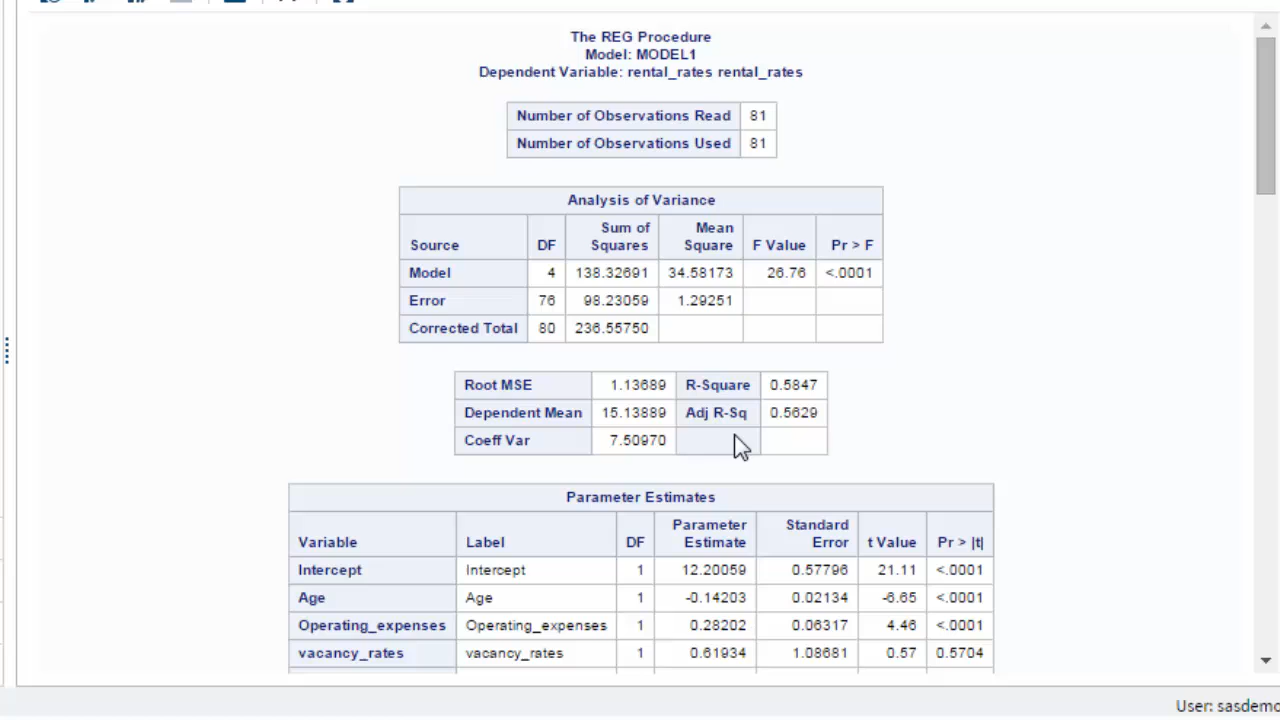 The REG Procedure
Model: MODEL1
Dependent Variable: rental_rates rental_rates
Number of Observations Read 81
Number of Observations Used 81
Analysis of Variance
Source DF Sum of Squares Mean Square F Value Pr > F
Model 4 138.32691 34.58173 26.76 <.0001
Error 76 98.23059 1.29251
Corrected Total 80 236.55750
Root MSE 1.13689 R-Square 0.5847
Dependent Mean 15.13889 Adj R-Sq 0.5629
Coeff Var 7.50970
Parameter Estimates
Variable Label DF Parameter Estimate Standard Error t Value Pr > |t|
Intercept Intercept 1 12.20059 0.57796 21.11 <.0001
Age Age 1 -0.14203 0.02134 -6.65 <.0001
Operating_expenses Operating_expenses 1 0.28202 0.06317 4.46 <.0001
vacancy_rates vacancy_rates 1 0.61934 1.08681 0.57 0.5704
User: sasdemo